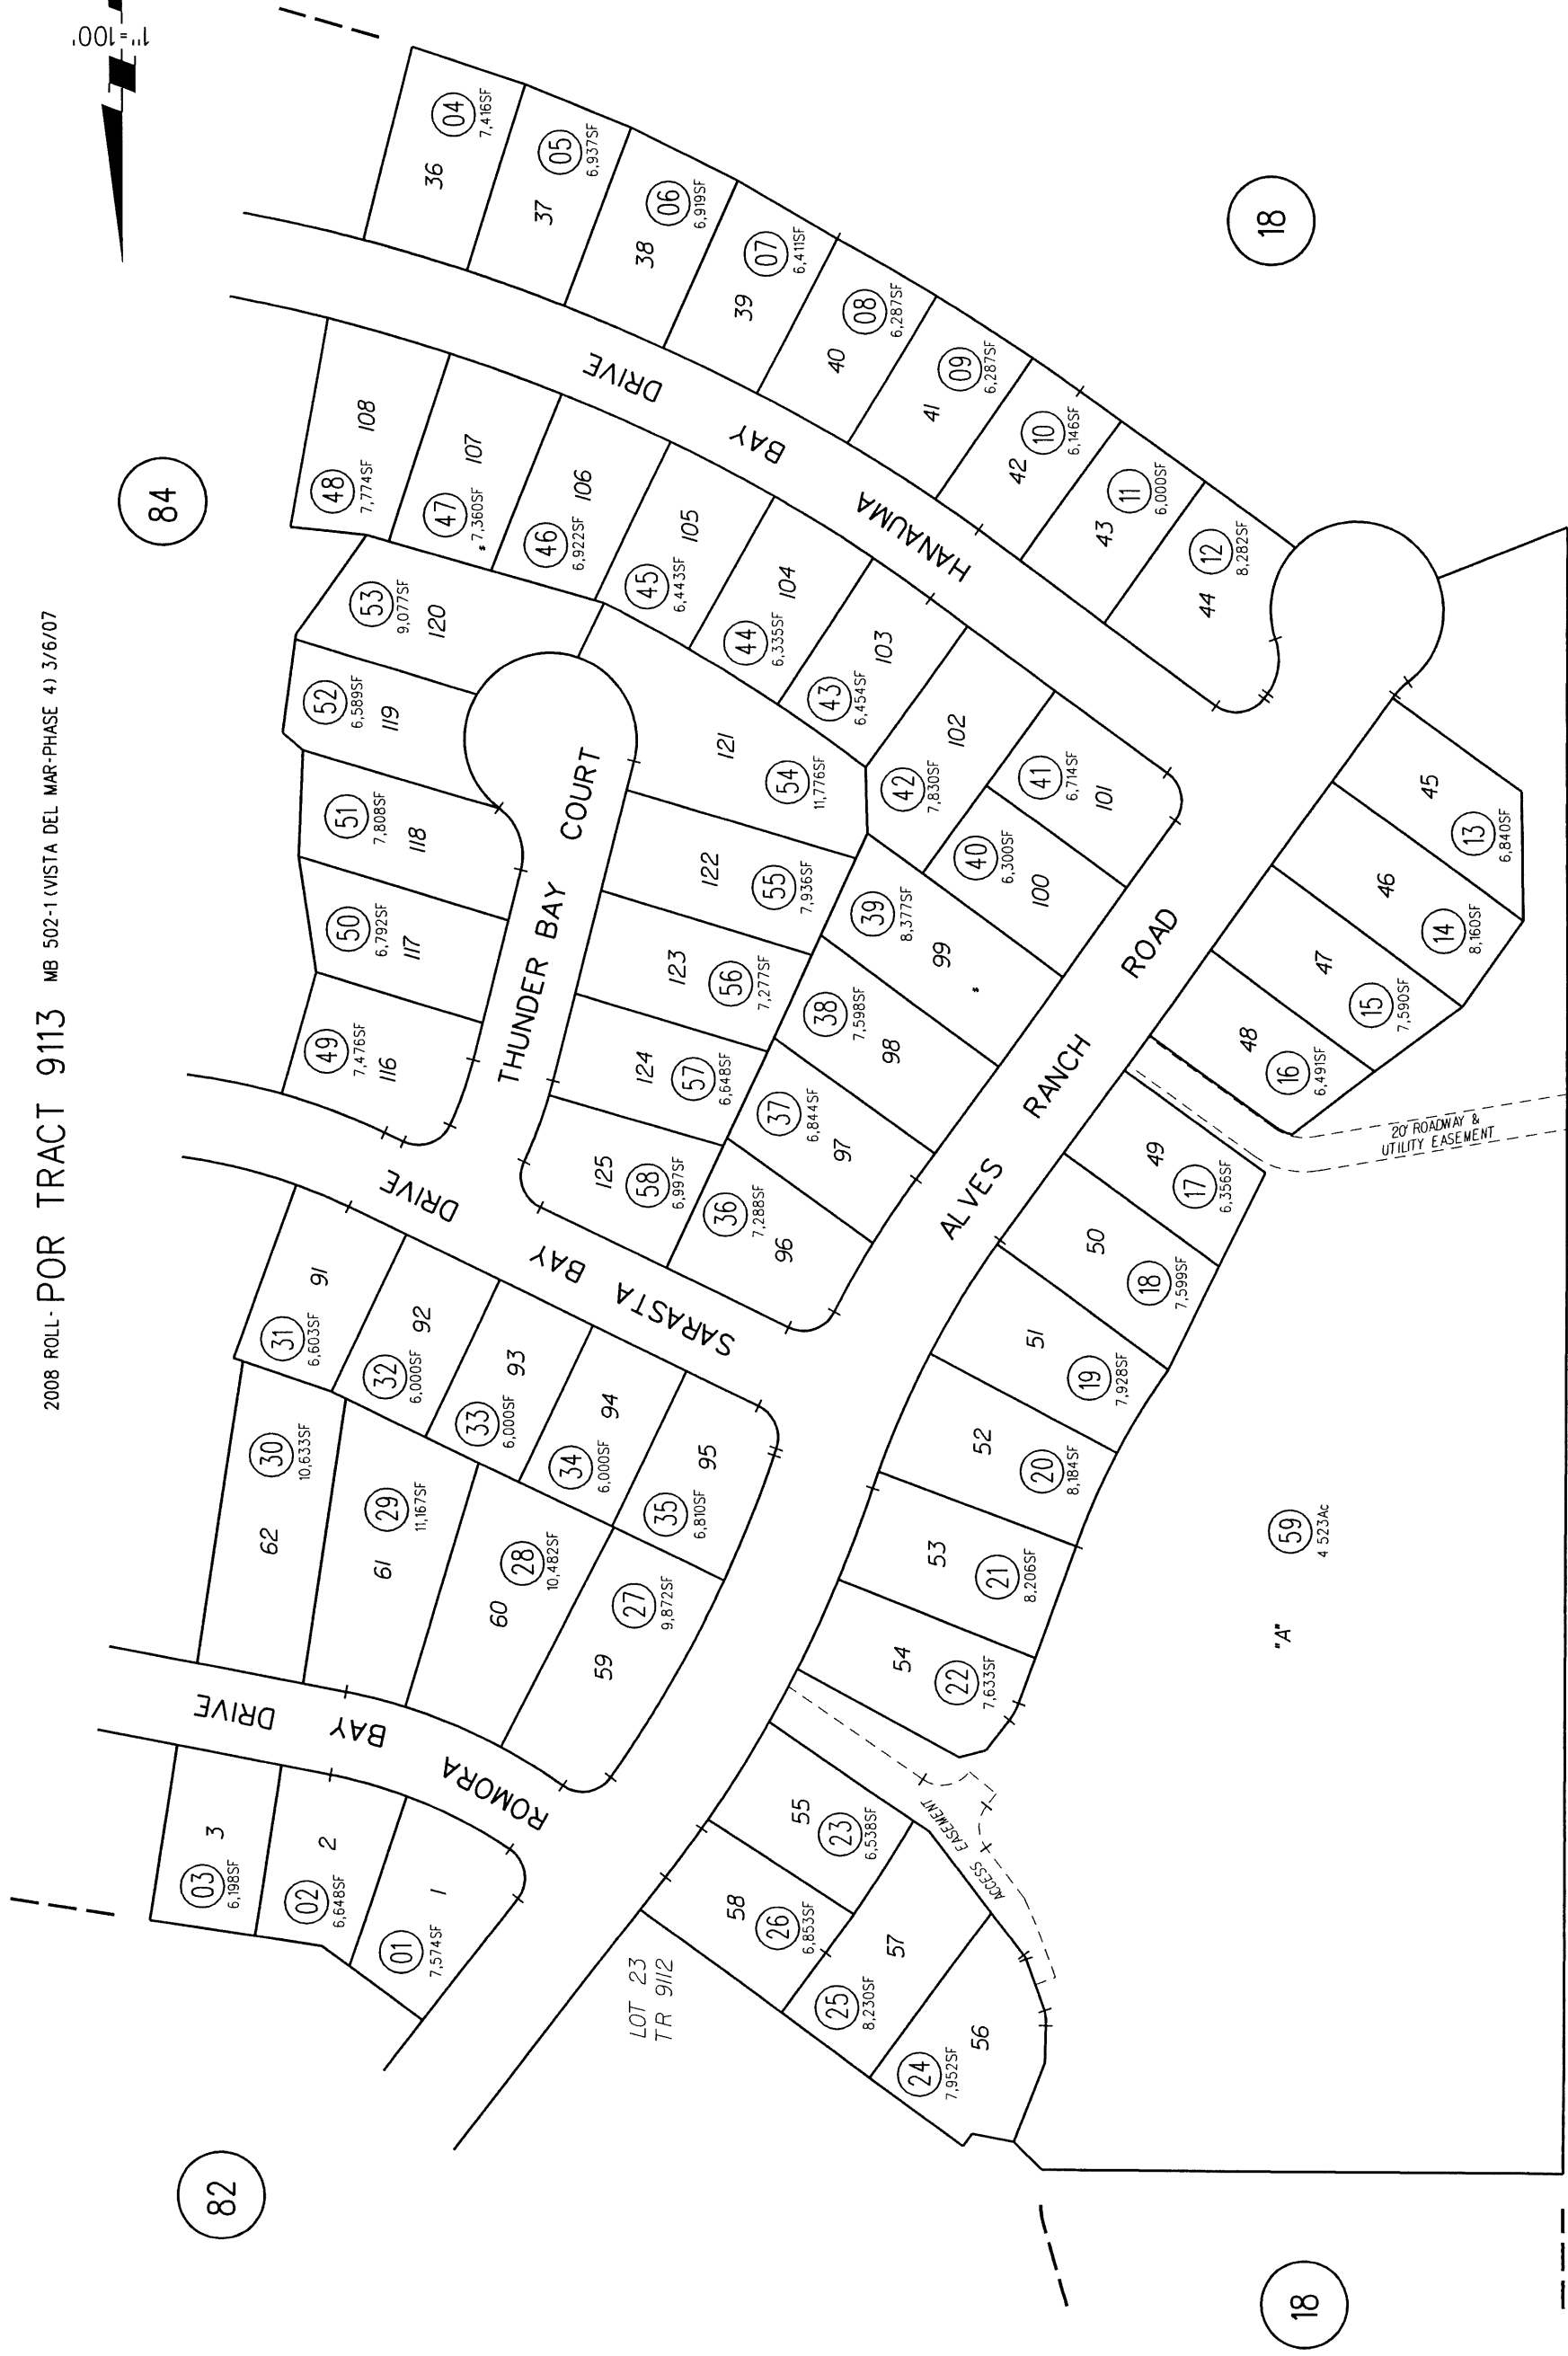 2008 ROLL- POR TRACT 9113 MB 502-1 (VISTA DEL MAR-PHASE 4) 3/6/07
1"=100'
84
82
18
18
36
04
7,416SF
37
05
6,937SF
38
06
6,919SF
39
07
6,411SF
40
08
6,287SF
41
09
6,287SF
42
10
6,146SF
43
11
6,000SF
44
12
8,282SF
HANAUMA BAY DRIVE
108
48
7,774SF
107
47
7,360SF
106
46
6,922SF
105
45
6,443SF
104
44
6,335SF
103
43
6,454SF
102
42
7,830SF
101
41
6,714SF
100
40
6,300SF
99
39
8,377SF
98
38
7,598SF
97
37
6,844SF
96
36
7,288SF
53
9,077SF
120
52
6,589SF
119
51
7,808SF
118
50
6,792SF
117
49
7,476SF
116
THUNDER BAY COURT
121
54
11,776SF
122
55
7,936SF
123
56
7,277SF
124
57
6,648SF
125
58
6,997SF
SARASTA BAY DRIVE
91
31
6,603SF
92
32
6,000SF
93
33
6,000SF
94
34
6,000SF
95
35
6,810SF
62
30
10,633SF
61
29
11,167SF
60
28
10,482SF
59
27
9,872SF
ROMORA BAY DRIVE
3
03
6,198SF
2
02
6,648SF
1
01
7,574SF
ALVES RANCH ROAD
45
13
6,840SF
46
14
8,160SF
47
15
7,590SF
48
16
6,491SF
20' ROADWAY &
UTILITY EASEMENT
49
17
6,356SF
50
18
7,599SF
51
19
7,928SF
52
20
8,184SF
53
21
8,206SF
54
22
7,633SF
ACCESS EASEMENT
55
23
6,538SF
58
26
6,853SF
57
25
8,230SF
56
24
7,952SF
LOT 23
TR 9112
59
4 523Ac
"A"